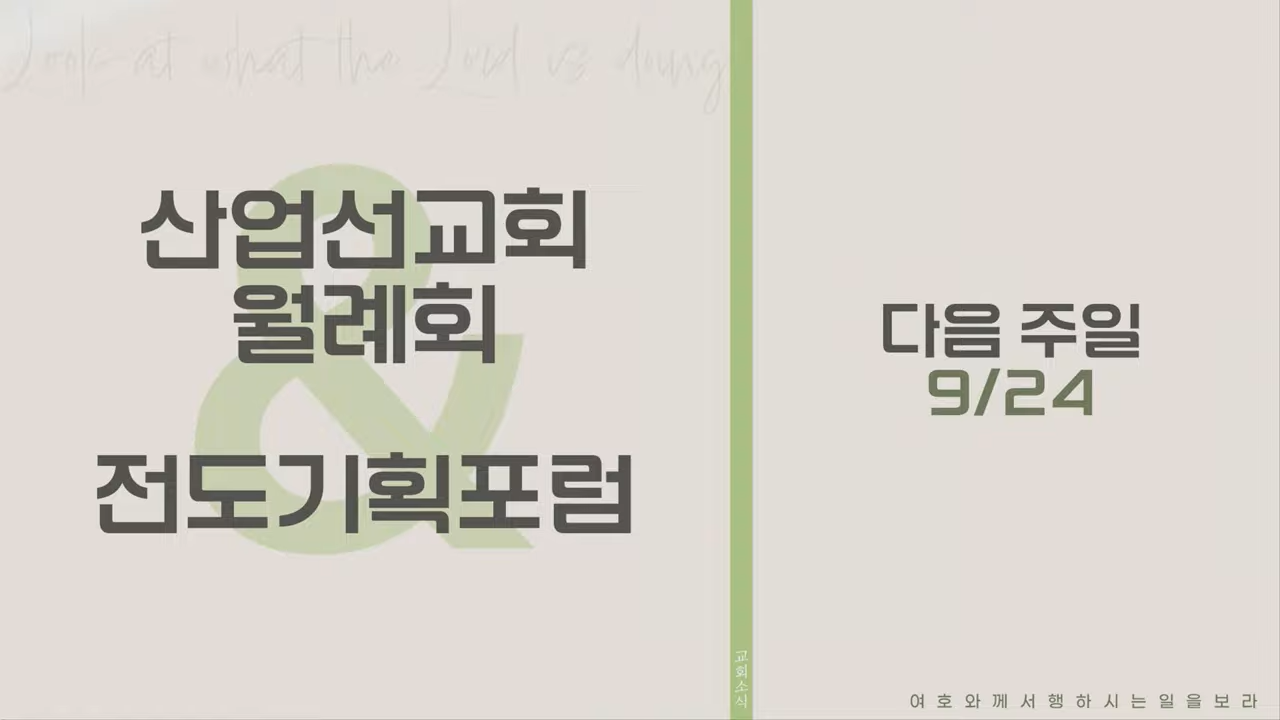 Look at what the Lord is doing
산업선교회
월례회
&
전도기획포럼
다음 주일
9/24
교회소식
여호와께서행하시는일을보라